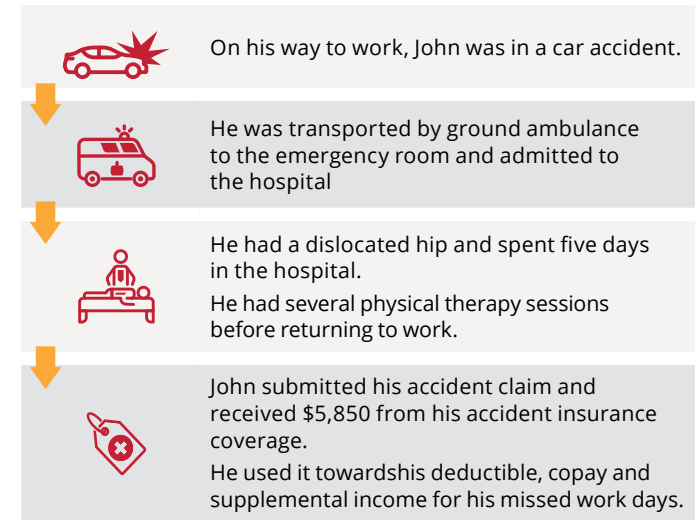 On his way to work, John was in a car accident.
He was transported by ground ambulance
to the emergency room and admitted to
the hospital
He had a dislocated hip and spent five days
in the hospital.
He had several physical therapy sessions
before returning to work.
John submitted his accident claim and
received $5,850 from his accident insurance
coverage.
He used it towardshis deductible, copay and
supplemental income for his missed work days.